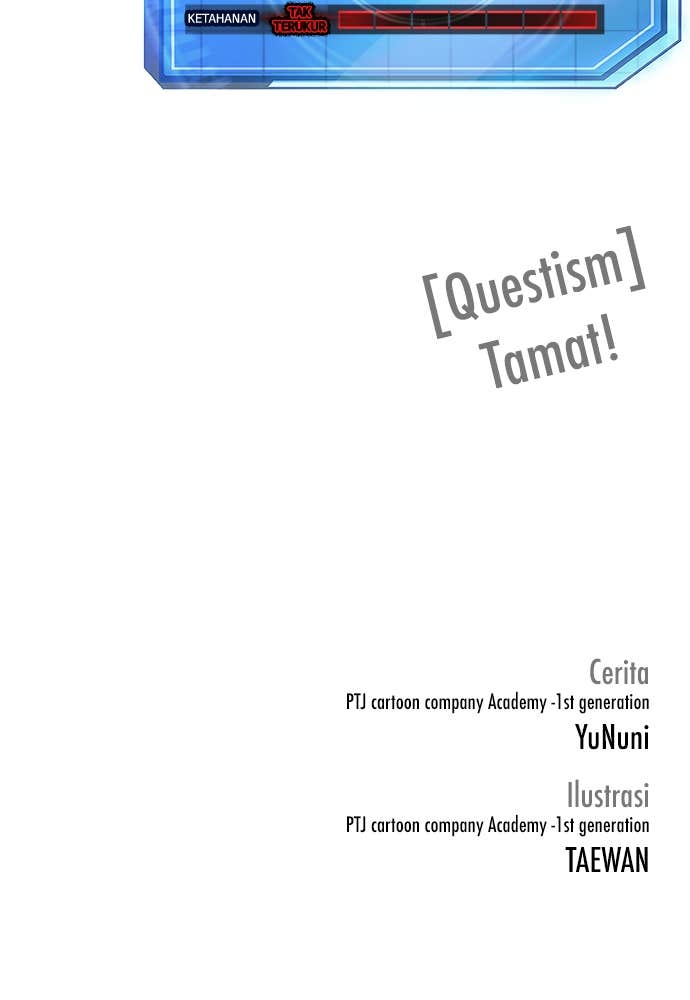 KETAHANAN TAK
TERUKUR
[Questism]
Tamat!
Cerita
PTJ cartoon company Academy -1st generation
YuNuni
Ilustrasi
PTJ cartoon company Academy -1st generation
TAEWAN